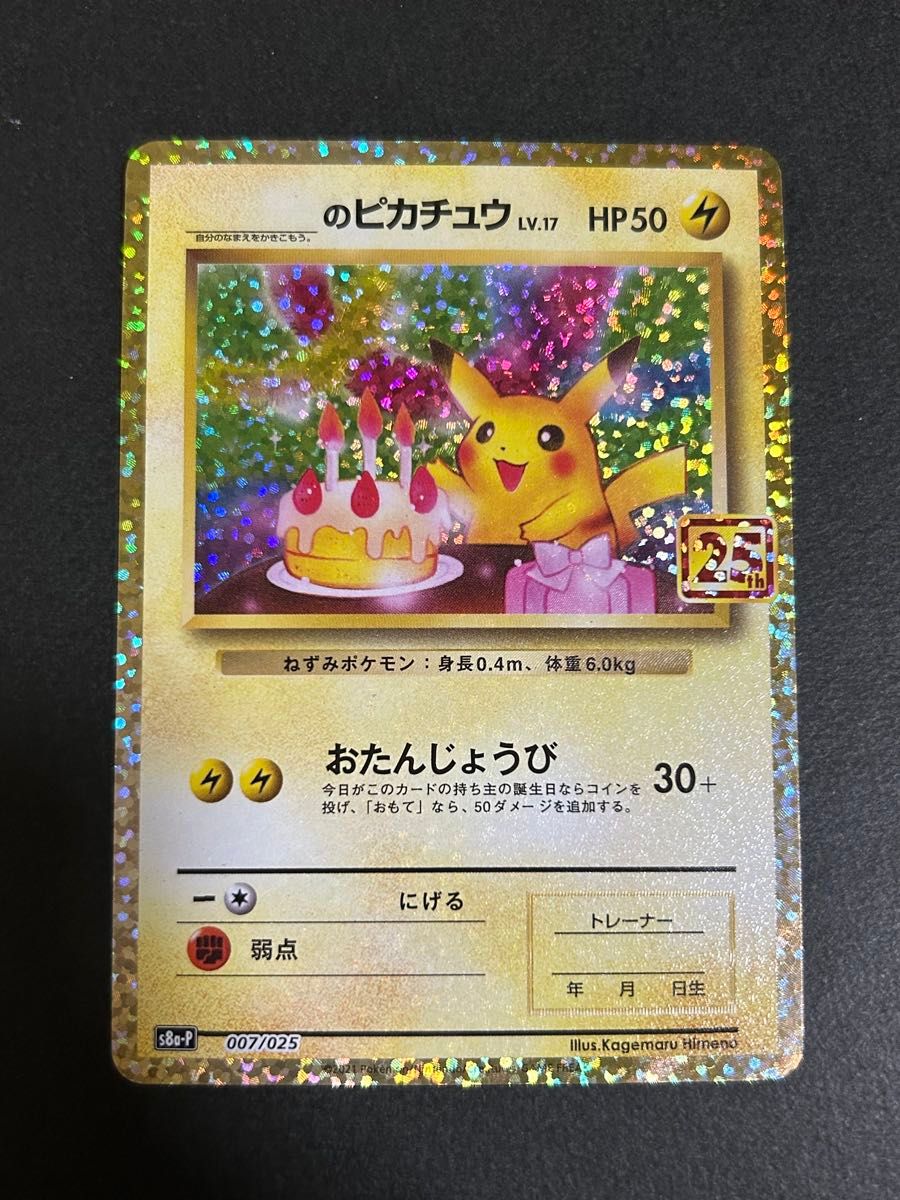 のピカチュウ LV.17 HP50
自分のなまえをかきこもう。
25th
ねずみポケモン：身長0.4m、体重6.0kg
おたんじょうび 30+
今日がこのカードの持ち主の誕生日ならコインを
投げ、「おもて」なら、50ダメージを追加する。
にげる
弱点
トレーナー
年 月 日生
s8a-P 007/025
Illus.Kagemaru Himeno
©2021 Pokémon/Nintendo/